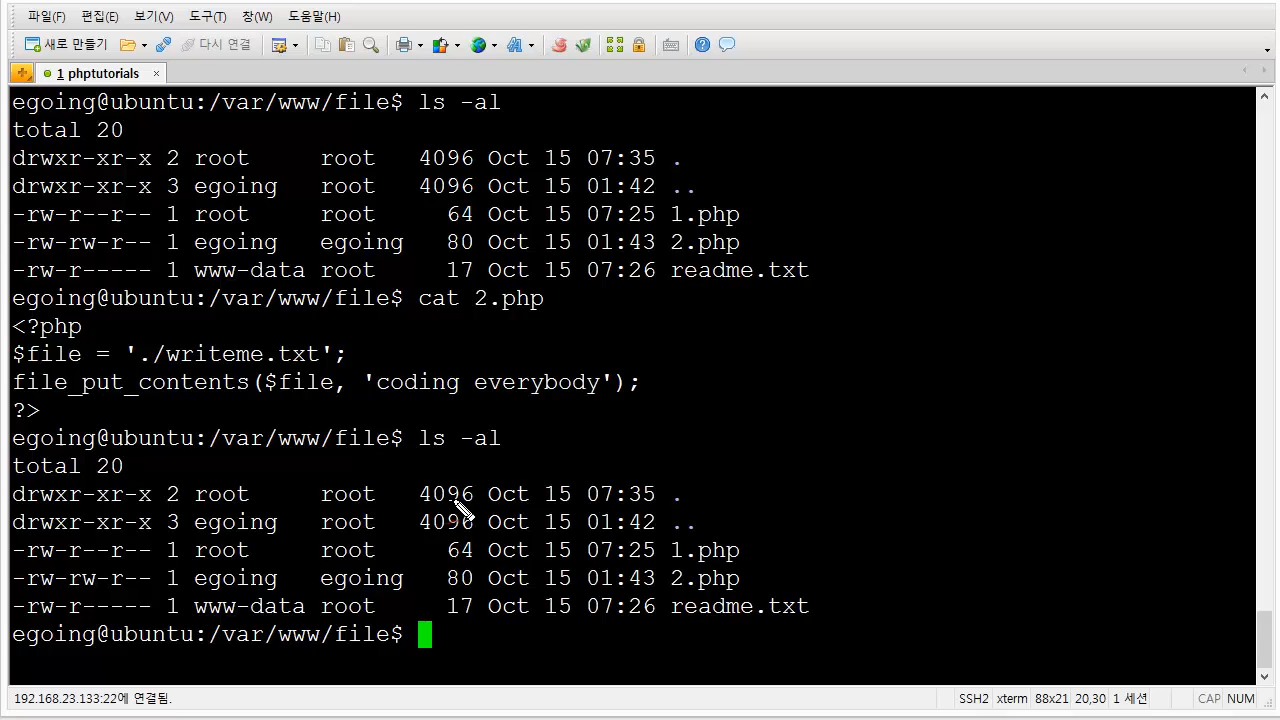 파일(F) 편집(E) 보기(V) 도구(T) 창(W) 도움말(H)
새로 만들기 다시 연결
1 phptutorials ×
egoing@ubuntu:/var/www/file$ ls -al
total 20
drwxr-xr-x 2 root root 4096 Oct 15 07:35 .
drwxr-xr-x 3 egoing root 4096 Oct 15 01:42 ..
-rw-r--r-- 1 root root 64 Oct 15 07:25 1.php
-rw-rw-r-- 1 egoing egoing 80 Oct 15 01:43 2.php
-rw-r----- 1 www-data root 17 Oct 15 07:26 readme.txt
egoing@ubuntu:/var/www/file$ cat 2.php
<?php
$file = './writeme.txt';
file_put_contents($file, 'coding everybody');
?>
egoing@ubuntu:/var/www/file$ ls -al
total 20
drwxr-xr-x 2 root root 4096 Oct 15 07:35 .
drwxr-xr-x 3 egoing root 4096 Oct 15 01:42 ..
-rw-r--r-- 1 root root 64 Oct 15 07:25 1.php
-rw-rw-r-- 1 egoing egoing 80 Oct 15 01:43 2.php
-rw-r----- 1 www-data root 17 Oct 15 07:26 readme.txt
egoing@ubuntu:/var/www/file$
192.168.23.133:22에 연결됨. SSH2 xterm 88x21 20,30 1 세션 CAP NUM